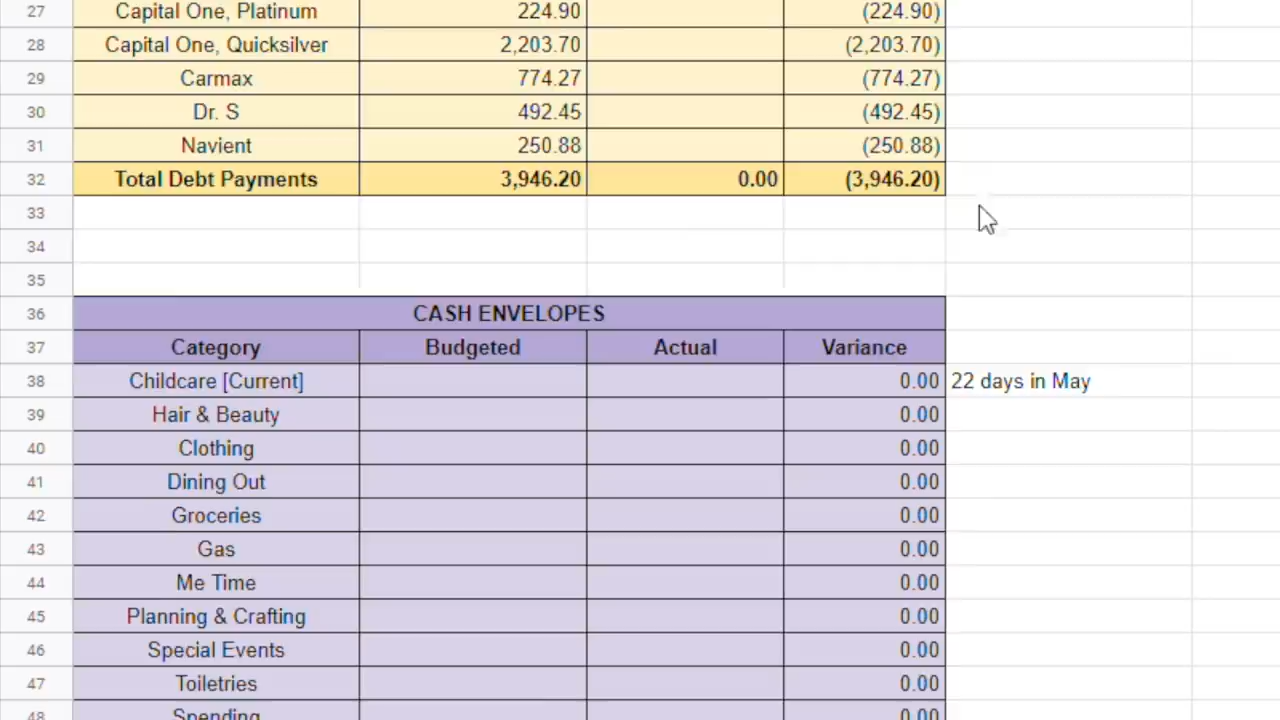 27 Capital One, Platinum 224.90 (224.90)
28 Capital One, Quicksilver 2,203.70 (2,203.70)
29 Carmax 774.27 (774.27)
30 Dr. S 492.45 (492.45)
31 Navient 250.88 (250.88)
32 Total Debt Payments 3,946.20 0.00 (3,946.20)
33
34
35
36 CASH ENVELOPES
37 Category Budgeted Actual Variance
38 Childcare [Current] 0.00 22 days in May
39 Hair & Beauty 0.00
40 Clothing 0.00
41 Dining Out 0.00
42 Groceries 0.00
43 Gas 0.00
44 Me Time 0.00
45 Planning & Crafting 0.00
46 Special Events 0.00
47 Toiletries 0.00
48 Spending 0.00